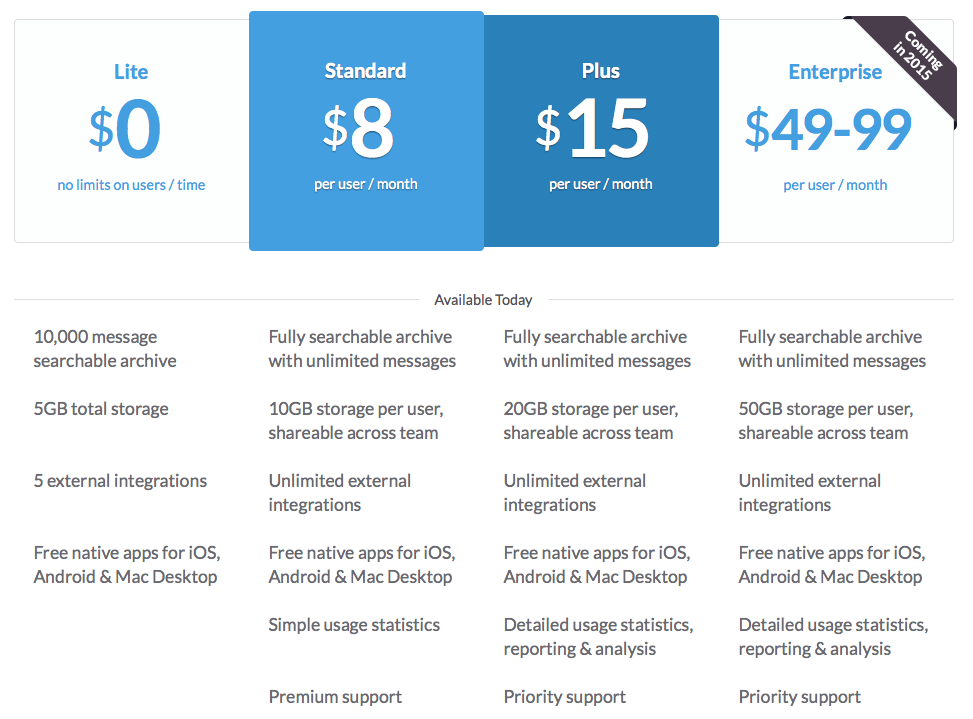 Lite
$0
no limits on users / time
Standard
$8
per user / month
Plus
$15
per user / month
Enterprise
$49-99
per user / month
Coming
in 2015
Available Today
10,000 message
searchable archive
5GB total storage
5 external integrations
Free native apps for iOS,
Android & Mac Desktop
Fully searchable archive
with unlimited messages
10GB storage per user,
shareable across team
Unlimited external
integrations
Free native apps for iOS,
Android & Mac Desktop
Simple usage statistics
Premium support
Fully searchable archive
with unlimited messages
20GB storage per user,
shareable across team
Unlimited external
integrations
Free native apps for iOS,
Android & Mac Desktop
Detailed usage statistics,
reporting & analysis
Priority support
Fully searchable archive
with unlimited messages
50GB storage per user,
shareable across team
Unlimited external
integrations
Free native apps for iOS,
Android & Mac Desktop
Detailed usage statistics,
reporting & analysis
Priority support